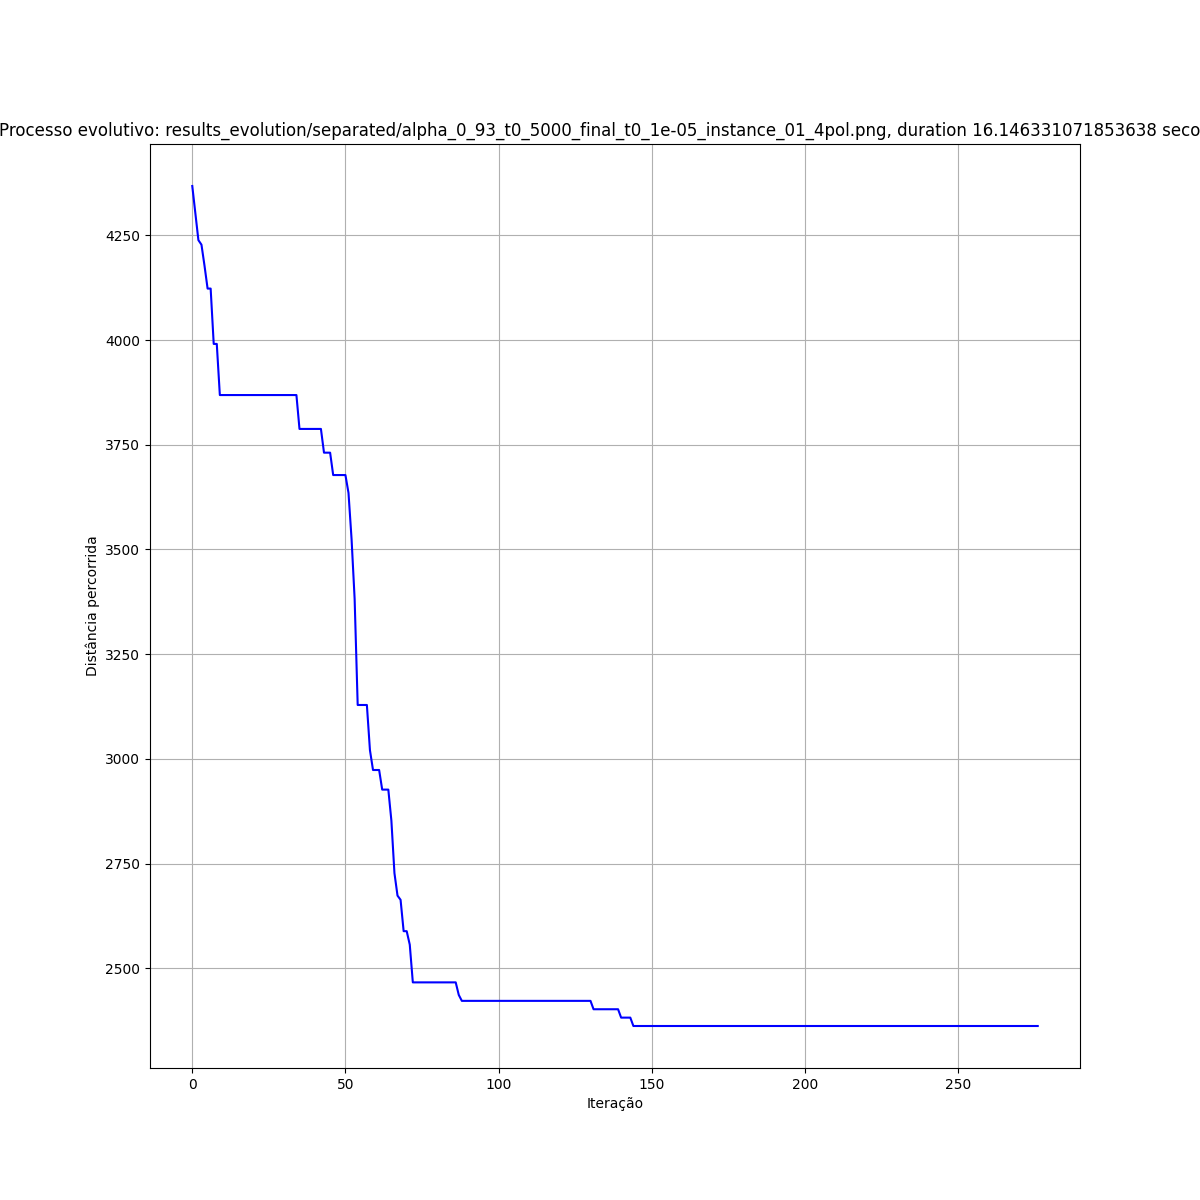 Processo evolutivo: results_evolution/separated/alpha_0_93_t0_5000_final_t0_1e-05_instance_01_4pol.png, duration 16.146331071853638 seco
4250
4000
3750
3500
3250
3000
2750
2500
Distância percorrida
0 50 100 150 200 250
Iteração